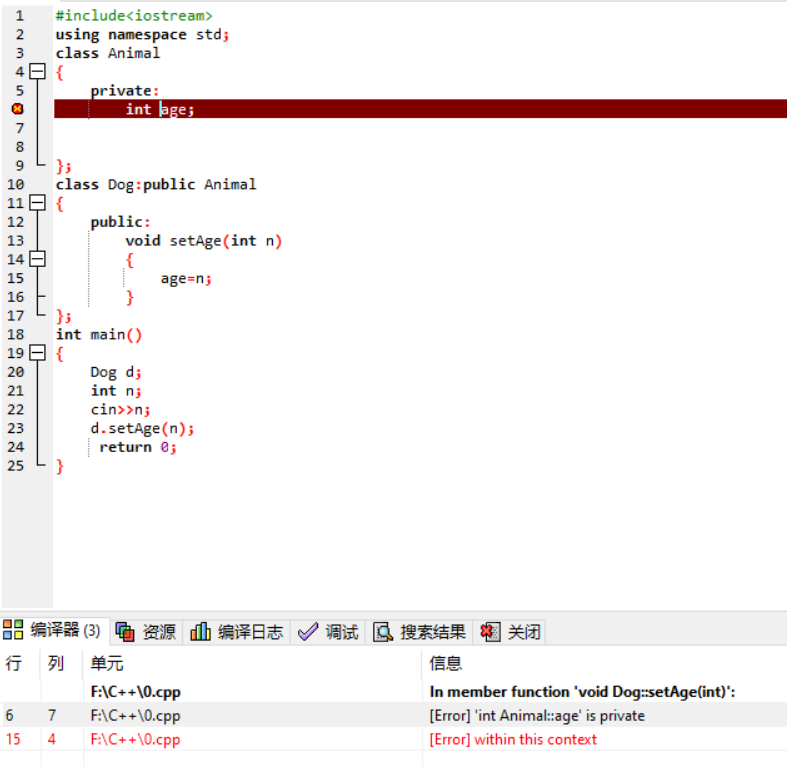 1 #include<iostream>
2 using namespace std;
3 class Animal
4 {
5 private:
int age;
7
8
9 };
10 class Dog:public Animal
11 {
12 public:
13 void setAge(int n)
14 {
15 age=n;
16 }
17 };
18 int main()
19 {
20 Dog d;
21 int n;
22 cin>>n;
23 d.setAge(n);
24 return 0;
25 }
编译器 (3) 资源 编译日志 调试 搜索结果 关闭
行 列 单元 信息
F:\C++\0.cpp In member function 'void Dog::setAge(int)':
6 7 F:\C++\0.cpp [Error] 'int Animal::age' is private
15 4 F:\C++\0.cpp [Error] within this context